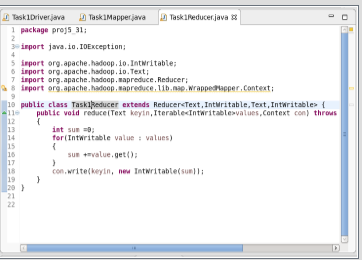 Task1Driver.java Task1Mapper.java Task1Reducer.java
1 package proj5_31;
2
3 import java.io.IOException;
4
5 import org.apache.hadoop.io.IntWritable;
6 import org.apache.hadoop.io.Text;
7 import org.apache.hadoop.mapreduce.Reducer;
8 import org.apache.hadoop.mapreduce.lib.map.WrappedMapper.Context;
9
10 public class Task1Reducer extends Reducer<Text,IntWritable,Text,IntWritable> {
11 public void reduce(Text keyin,Iterable<IntWritable>values,Context con) throws
12 {
13 int sum =0;
14 for(IntWritable value : values)
15 {
16 sum +=value.get();
17 }
18 con.write(keyin, new IntWritable(sum));
19 }
20 }
21
22